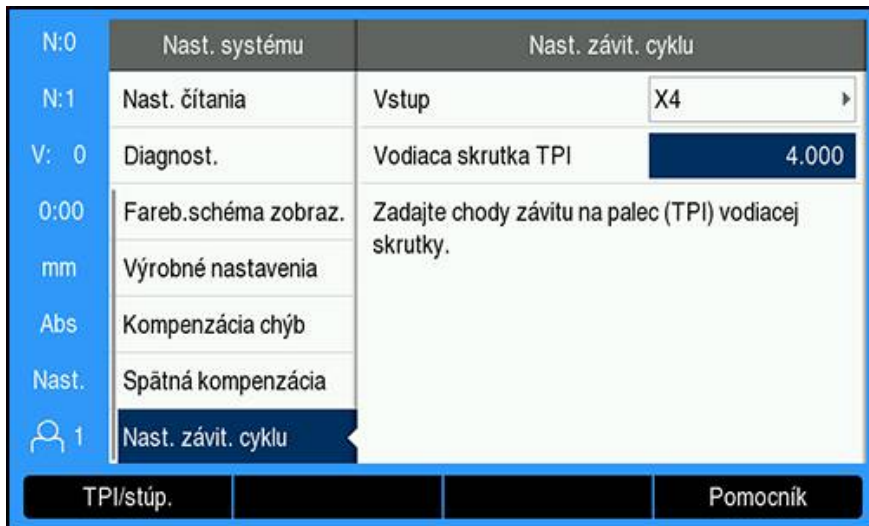 N:0
N:1
V: 0
0:00
mm
Abs
Nast.
1
Nast. systému
Nast. čítania
Diagnost.
Fareb.schéma zobraz.
Výrobné nastavenia
Kompenzácia chýb
Spätná kompenzácia
Nast. závit. cyklu
Nast. závit. cyklu
Vstup X4
Vodiaca skrutka TPI 4.000
Zadajte chody závitu na palec (TPI) vodiacej
skrutky.
TPI/stúp. Pomocník